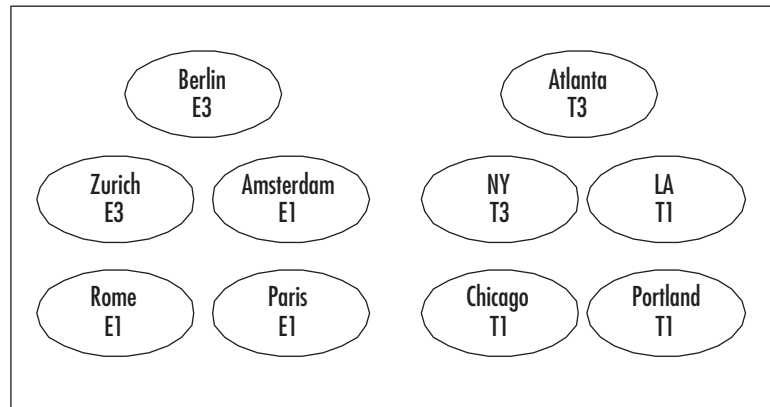 Berlin
E3
Atlanta
T3
Zurich
E3
Amsterdam
E1
NY
T3
LA
T1
Rome
E1
Paris
E1
Chicago
T1
Portland
T1